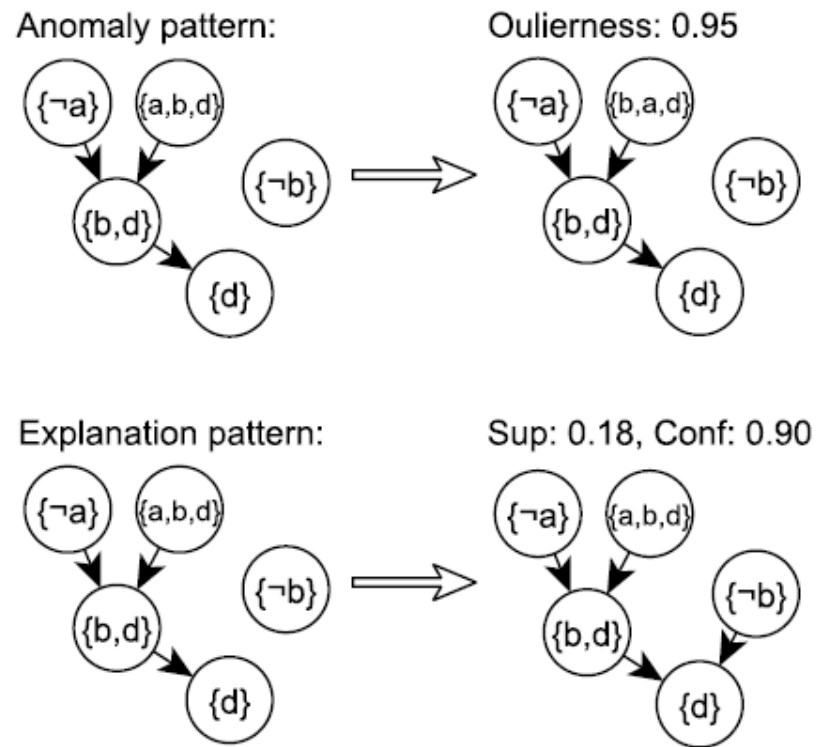 Anomaly pattern:
Oulierness: 0.95
{¬a}
{a,b,d}
{¬b}
{b,d}
{d}
{¬a}
{b,a,d}
{¬b}
{b,d}
{d}
Explanation pattern:
Sup: 0.18, Conf: 0.90
{¬a}
{a,b,d}
{¬b}
{b,d}
{d}
{¬a}
{a,b,d}
{¬b}
{b,d}
{d}